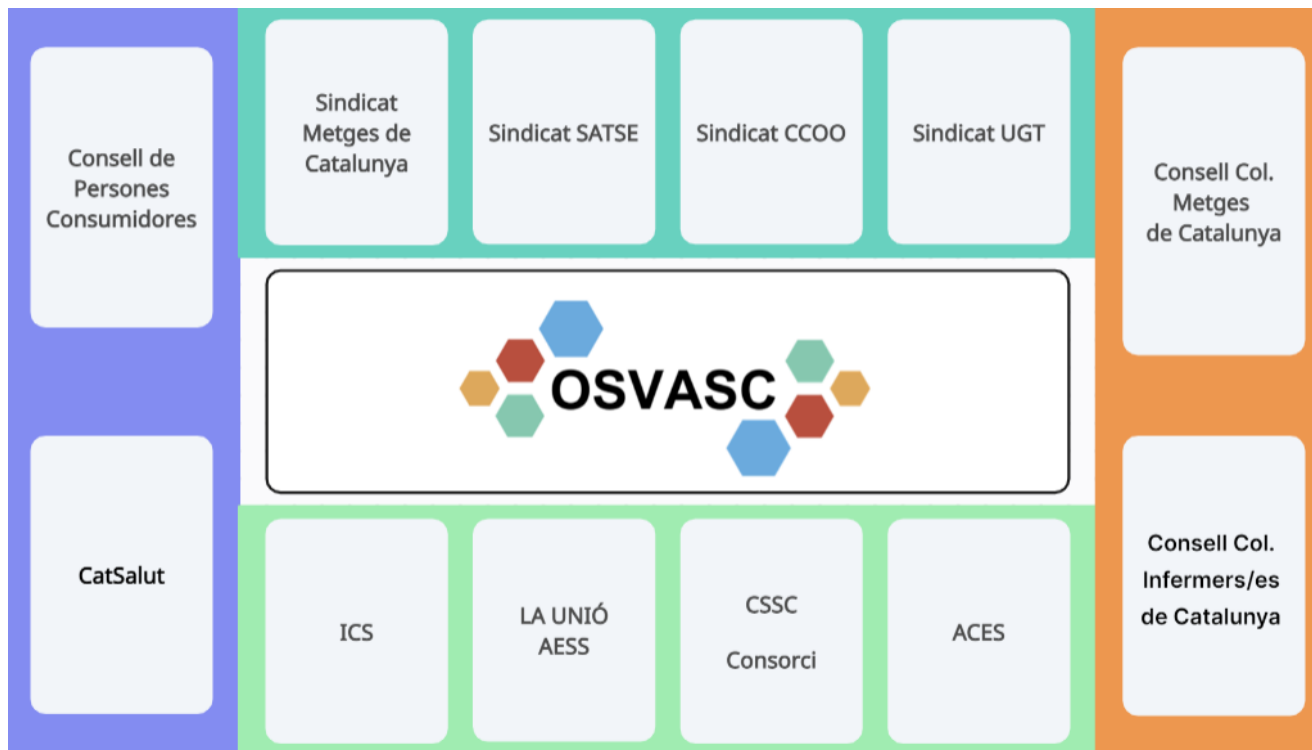 Consell de
Persones
Consumidores
CatSalut
Sindicat
Metges de
Catalunya
Sindicat SATSE
Sindicat CCOO
Sindicat UGT
OSVASC
ICS
LA UNIÓ
AESS
CSSC
Consorci
ACES
Consell Col.
Metges
de Catalunya
Consell Col.
Infermers/es
de Catalunya